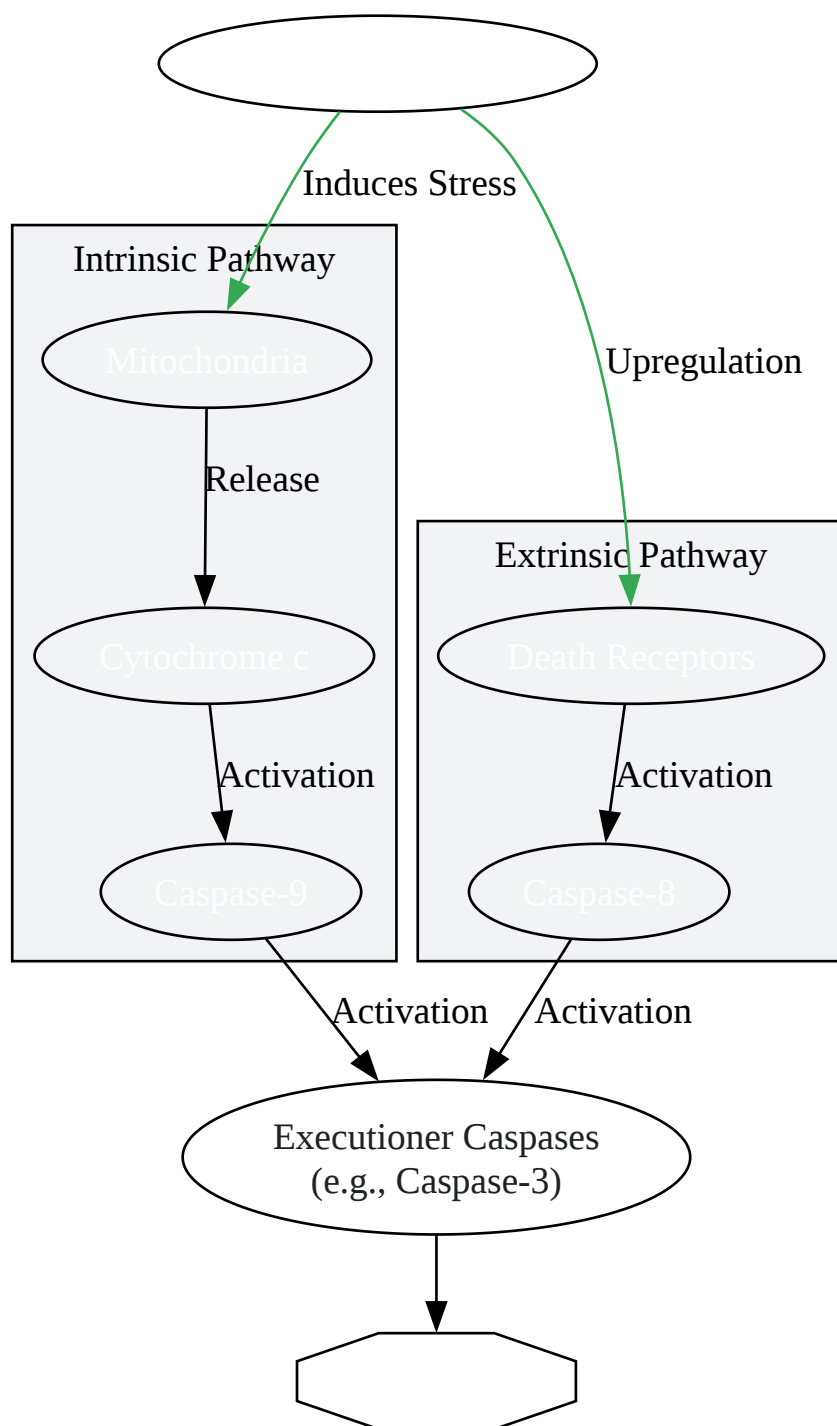 Induces Stress
Intrinsic Pathway
Mitochondria
Upregulation
Release
Extrinsic Pathway
Cytochrome c
Death Receptors
Activation
Activation
Caspase-9
Caspase-8
Activation
Activation
Executioner Caspases
(e.g., Caspase-3)